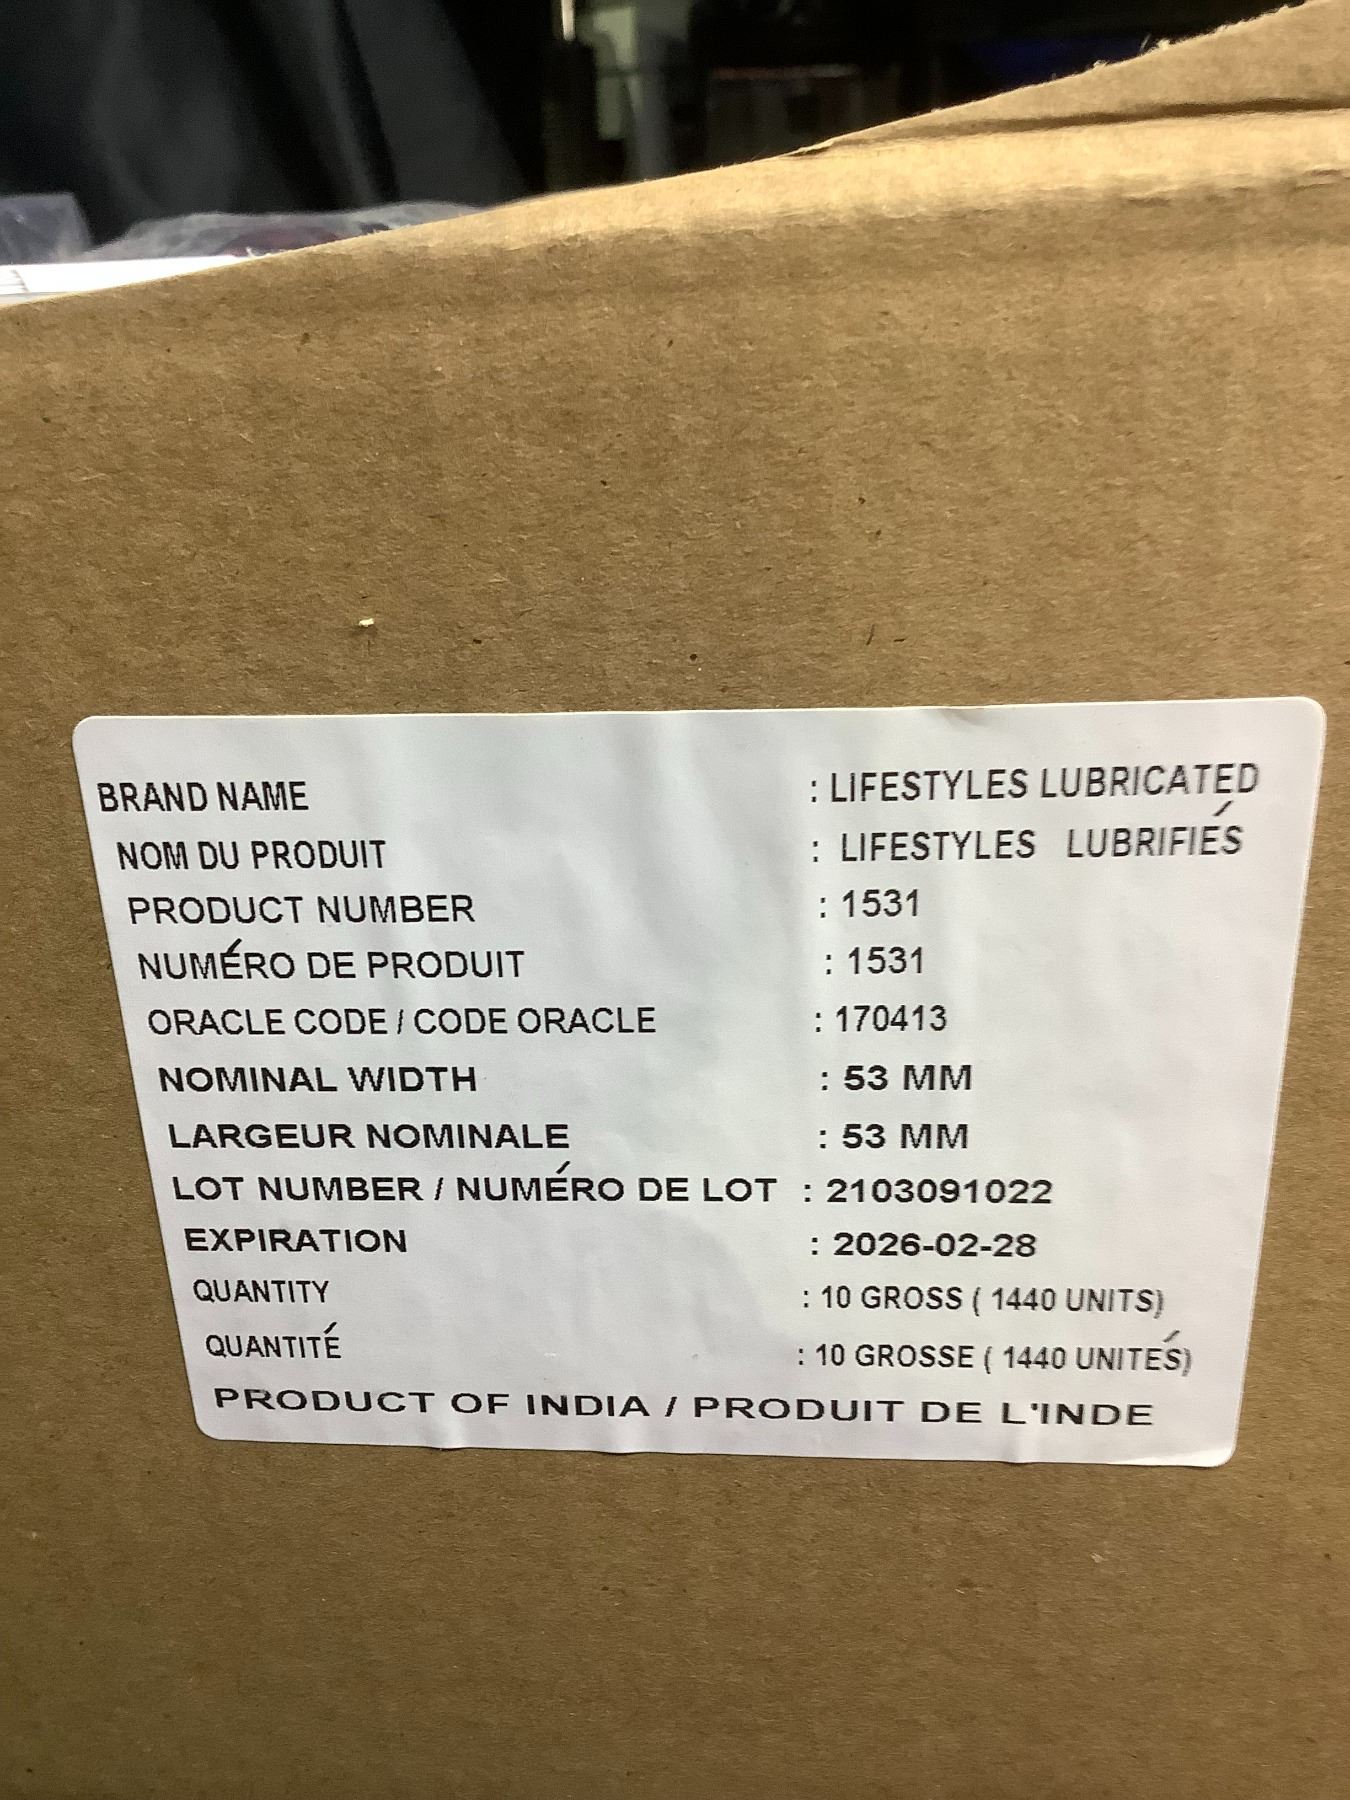 BRAND NAME : LIFESTYLES LUBRICATED
NOM DU PRODUIT : LIFESTYLES LUBRIFIÉS
PRODUCT NUMBER : 1531
NUMÉRO DE PRODUIT : 1531
ORACLE CODE / CODE ORACLE : 170413
NOMINAL WIDTH : 53 MM
LARGEUR NOMINALE : 53 MM
LOT NUMBER / NUMÉRO DE LOT : 2103091022
EXPIRATION : 2026-02-28
QUANTITY : 10 GROSS ( 1440 UNITS)
QUANTITÉ : 10 GROSSE ( 1440 UNITÉS)
PRODUCT OF INDIA / PRODUIT DE L'INDE